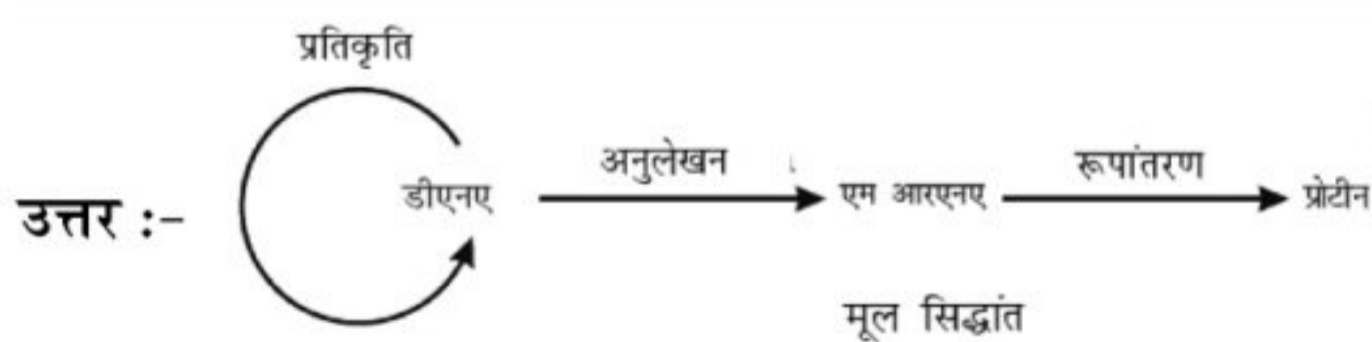 प्रतिकृति
अनुलेखन
रूपांतरण
उत्तर :-
डीएनए
एम आरएनए
प्रोटीन
मूल सिद्धांत